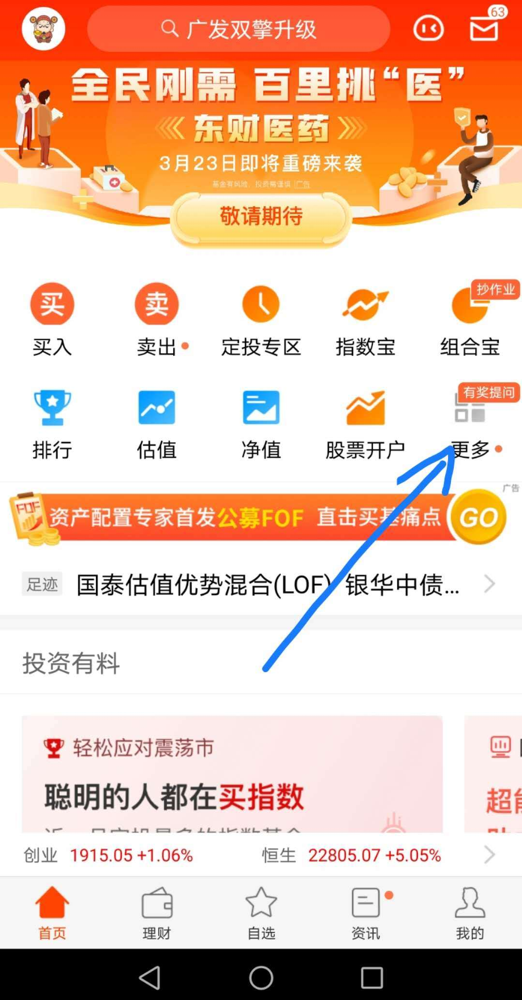 63
广发双擎升级
全民刚需 百里挑“医”
东财医药
3月23日即将重磅来袭
基金有风险，投资需谨慎 广告
敬请期待
抄作业
买 卖
买入 卖出 定投专区 指数宝 组合宝
有奖提问
排行 估值 净值 股票开户 更多
广告
FOF 资产配置专家首发公募FOF 直击买基痛点 GO
足迹 国泰估值优势混合(LOF) 银华中债...
投资有料
轻松应对震荡市
聪明的人都在买指数
超
创业 1915.05 +1.06% 恒生 22805.07 +5.05%
首页 理财 自选 资讯 我的